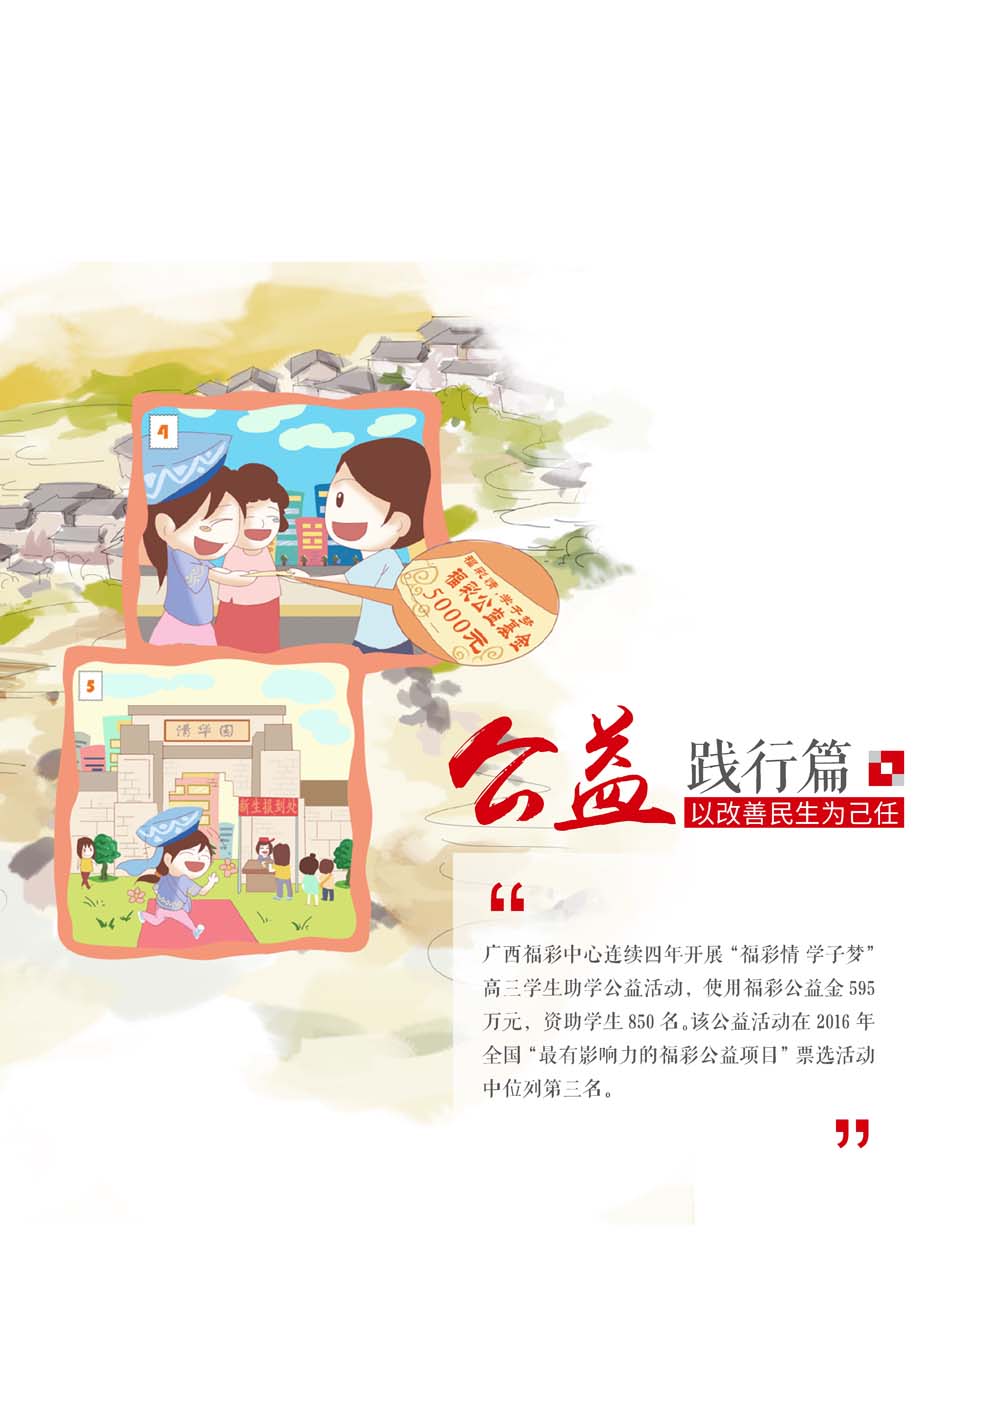 4
福彩情·学子梦
福彩公益基金
5000元
5
清华园
新生报到处
公益 践行篇
以改善民生为己任
“
广西福彩中心连续四年开展“福彩情 学子梦”
高三学生助学公益活动，使用福彩公益金 595
万元，资助学生 850 名。该公益活动在 2016 年
全国“最有影响力的福彩公益项目”票选活动
中位列第三名。
”